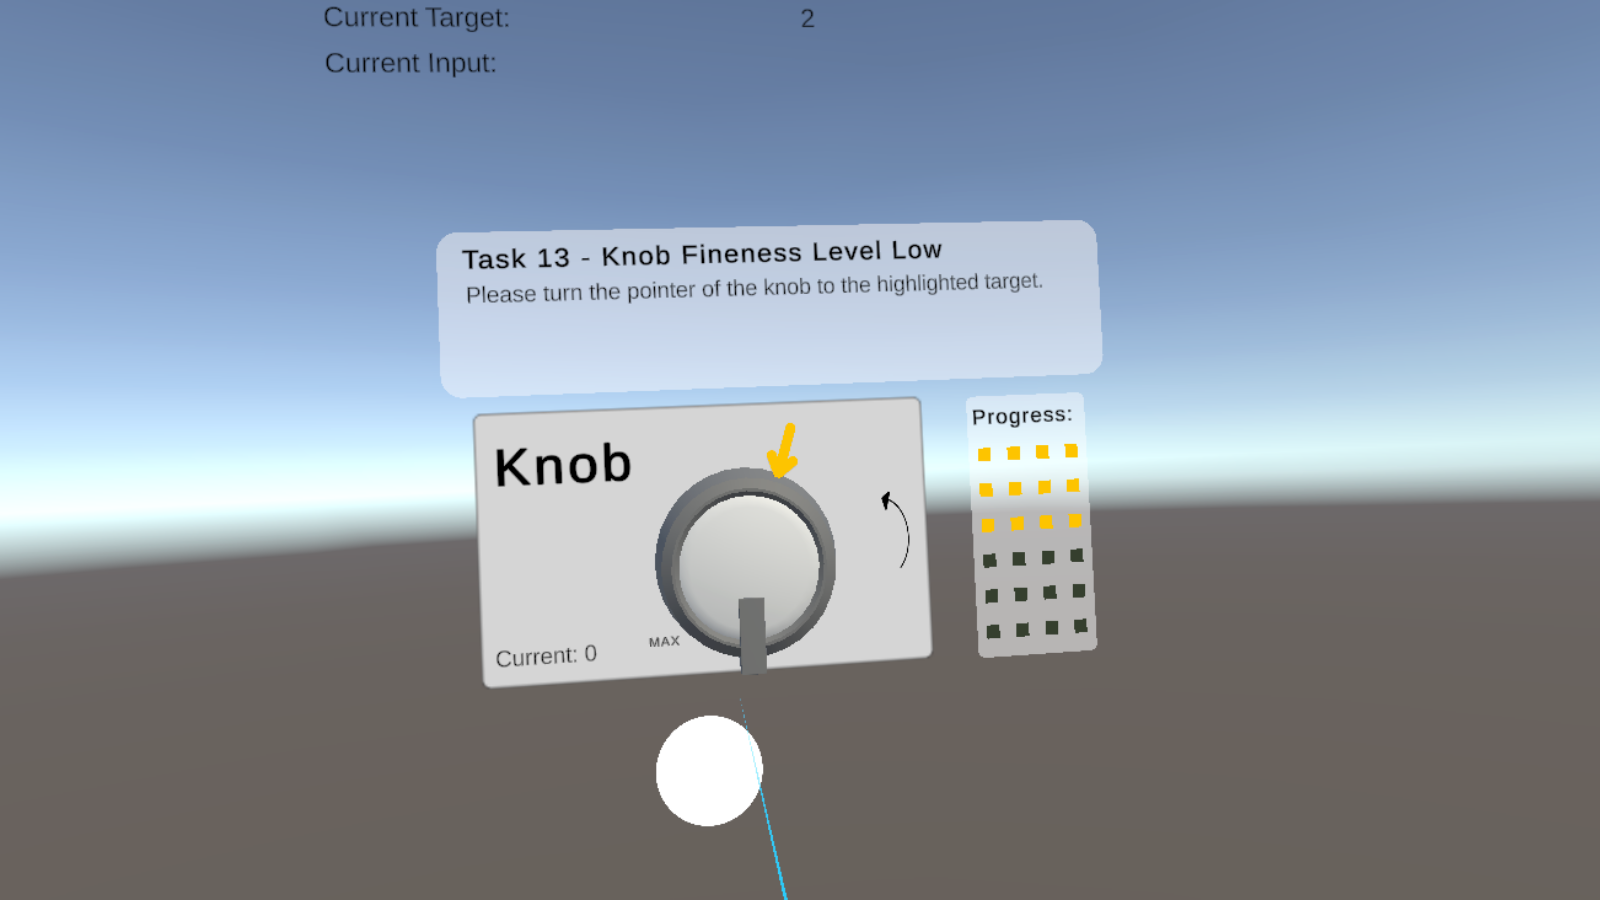 Current Target: 2
Current Input:
Task 13 - Knob Fineness Level Low
Please turn the pointer of the knob to the highlighted target.
Knob
Progress:
MAX
Current: 0